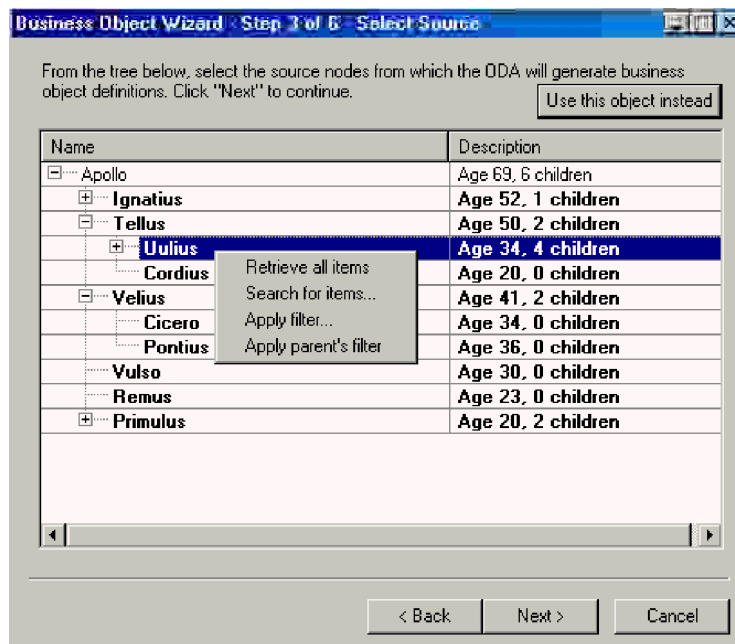 Business Object Wizard - Step 3 of 6 - Select Source
From the tree below, select the source nodes from which the ODA will generate business
object definitions. Click "Next" to continue.
Use this object instead
Name Description
Apollo Age 69, 6 children
Ignatius Age 52, 1 children
Tellus Age 50, 2 children
Uulius Age 34, 4 children
Cordius Age 20, 0 children
Velius Age 41, 2 children
Cicero Age 34, 0 children
Pontius Age 36, 0 children
Vulso Age 30, 0 children
Remus Age 23, 0 children
Primulus Age 20, 2 children
Retrieve all items
Search for items...
Apply filter...
Apply parent's filter
< Back Next > Cancel